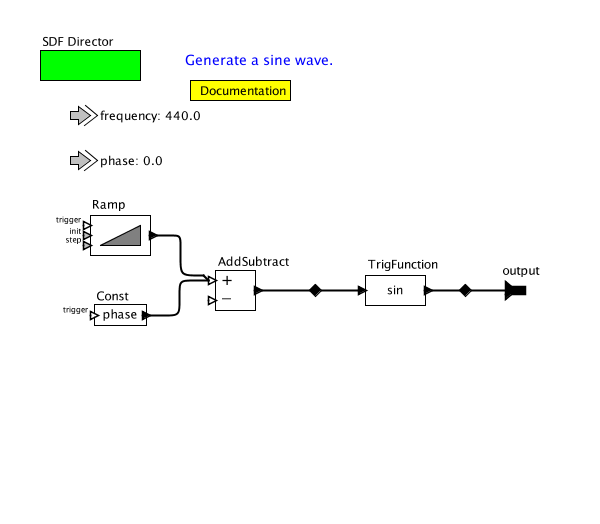 SDF Director
Generate a sine wave.
Documentation
frequency: 440.0
phase: 0.0
Ramp
trigger
init
step
AddSubtract
+
−
TrigFunction
sin
output
Const
trigger
phase